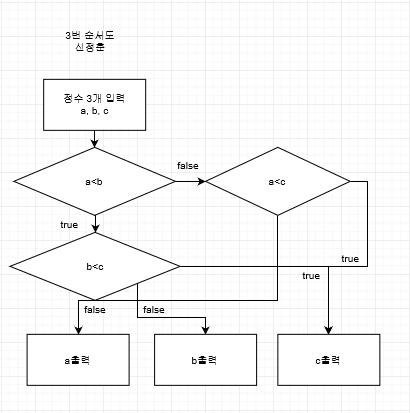 3번 순서도
신정훈
정수 3개 입력
a, b, c
a<b
false
a<c
true
b<c
true
true
false
false
a출력
b출력
c출력